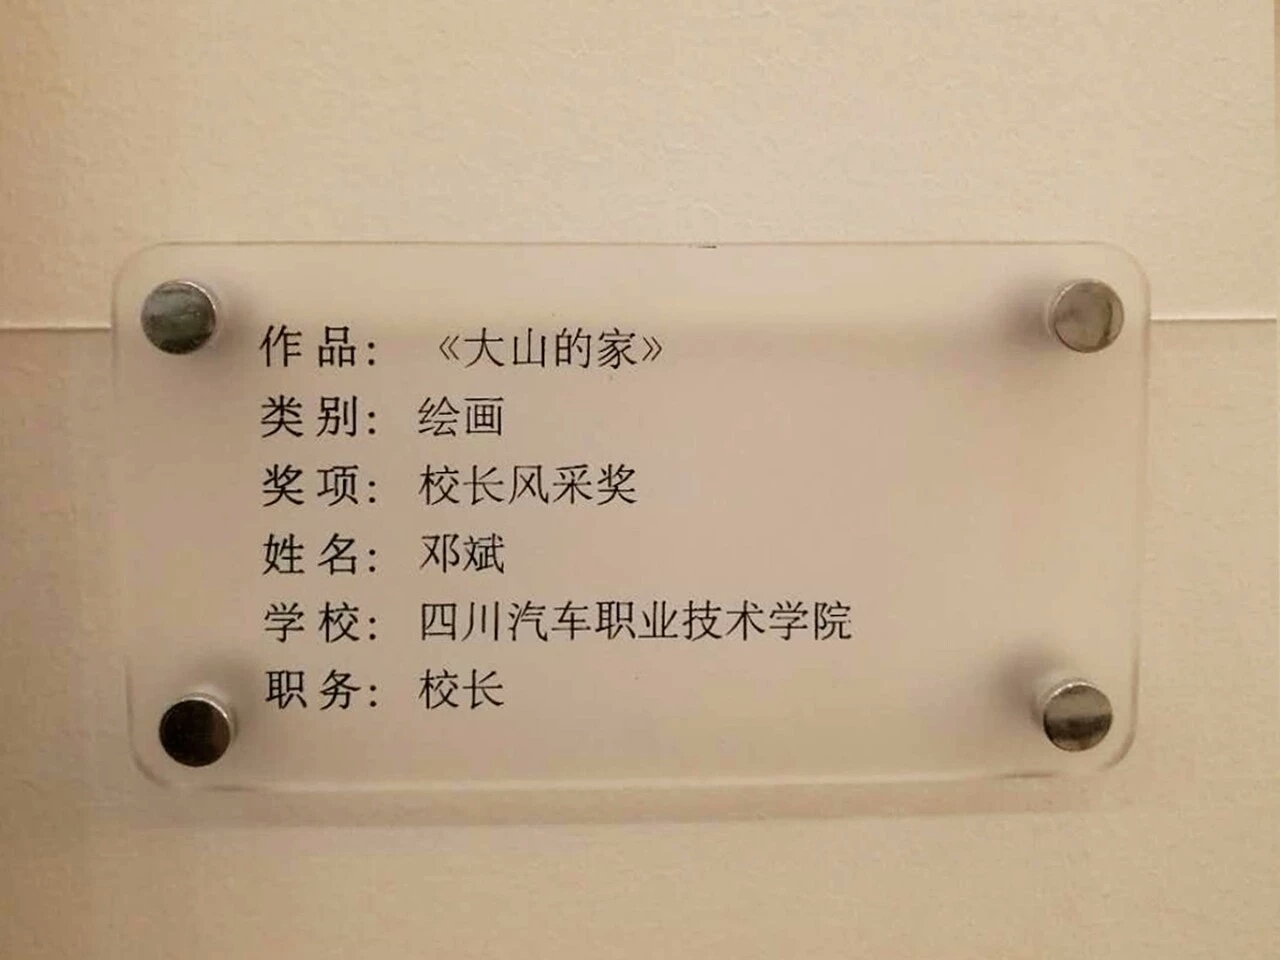 作品：《大山的家》
类别：绘画
奖项：校长风采奖
姓名：邓斌
学校：四川汽车职业技术学院
职务：校长